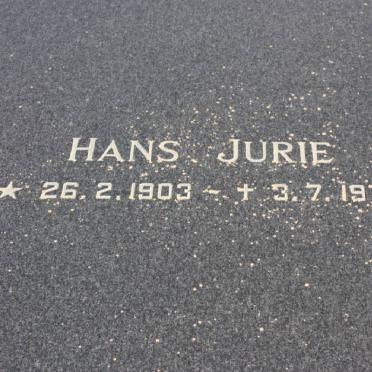 HANS JURIE
★ 26. 2. 1903 ~ ✝ 3. 7. 19